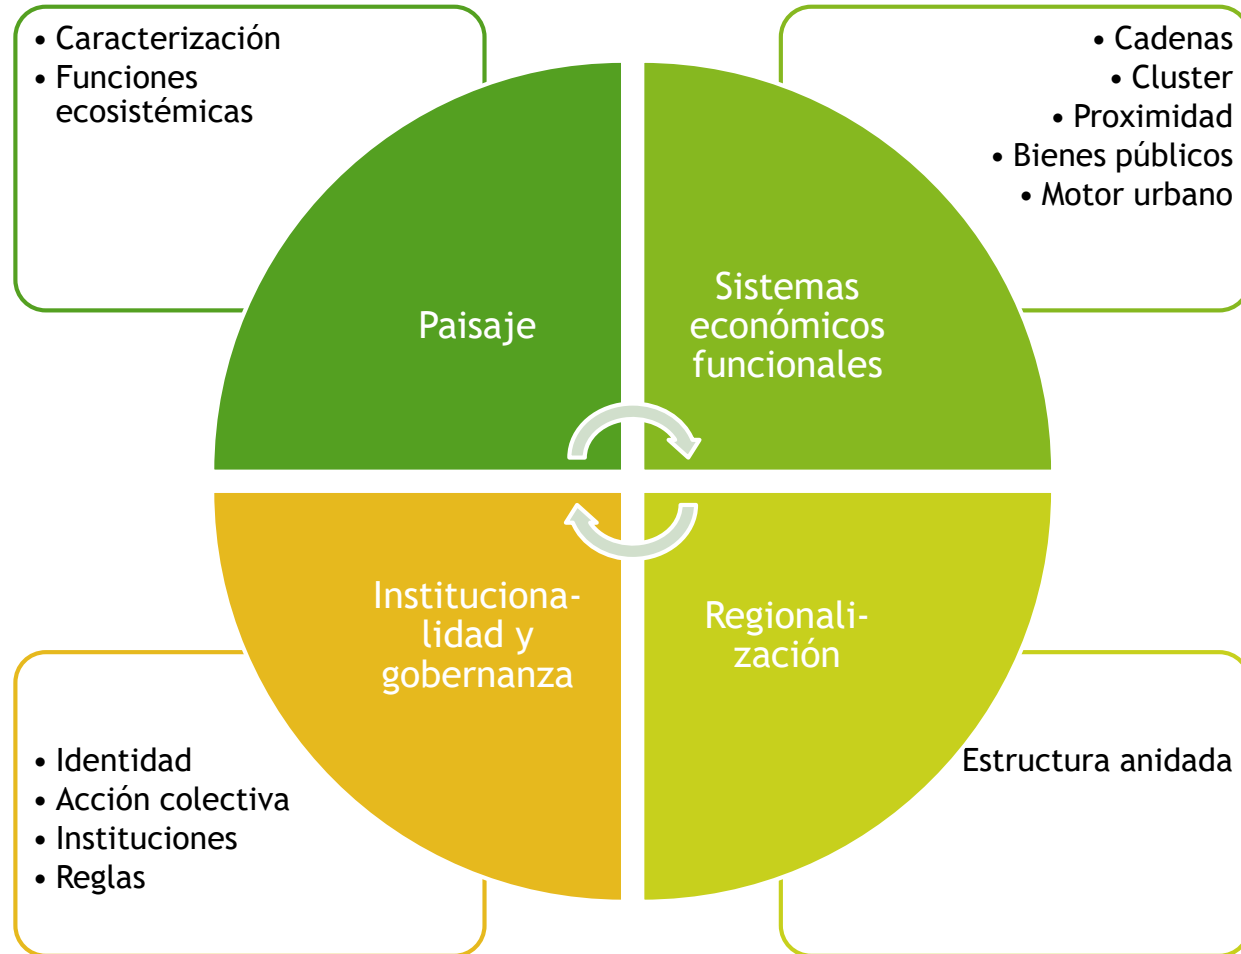 • Caracterización
• Funciones
ecosistémicas
• Cadenas
• Cluster
• Proximidad
• Bienes públicos
• Motor urbano
Paisaje
Sistemas
económicos
funcionales
Instituciona-
lidad y
gobernanza
Regionali-
zación
• Identidad
• Acción colectiva
• Instituciones
• Reglas
Estructura anidada